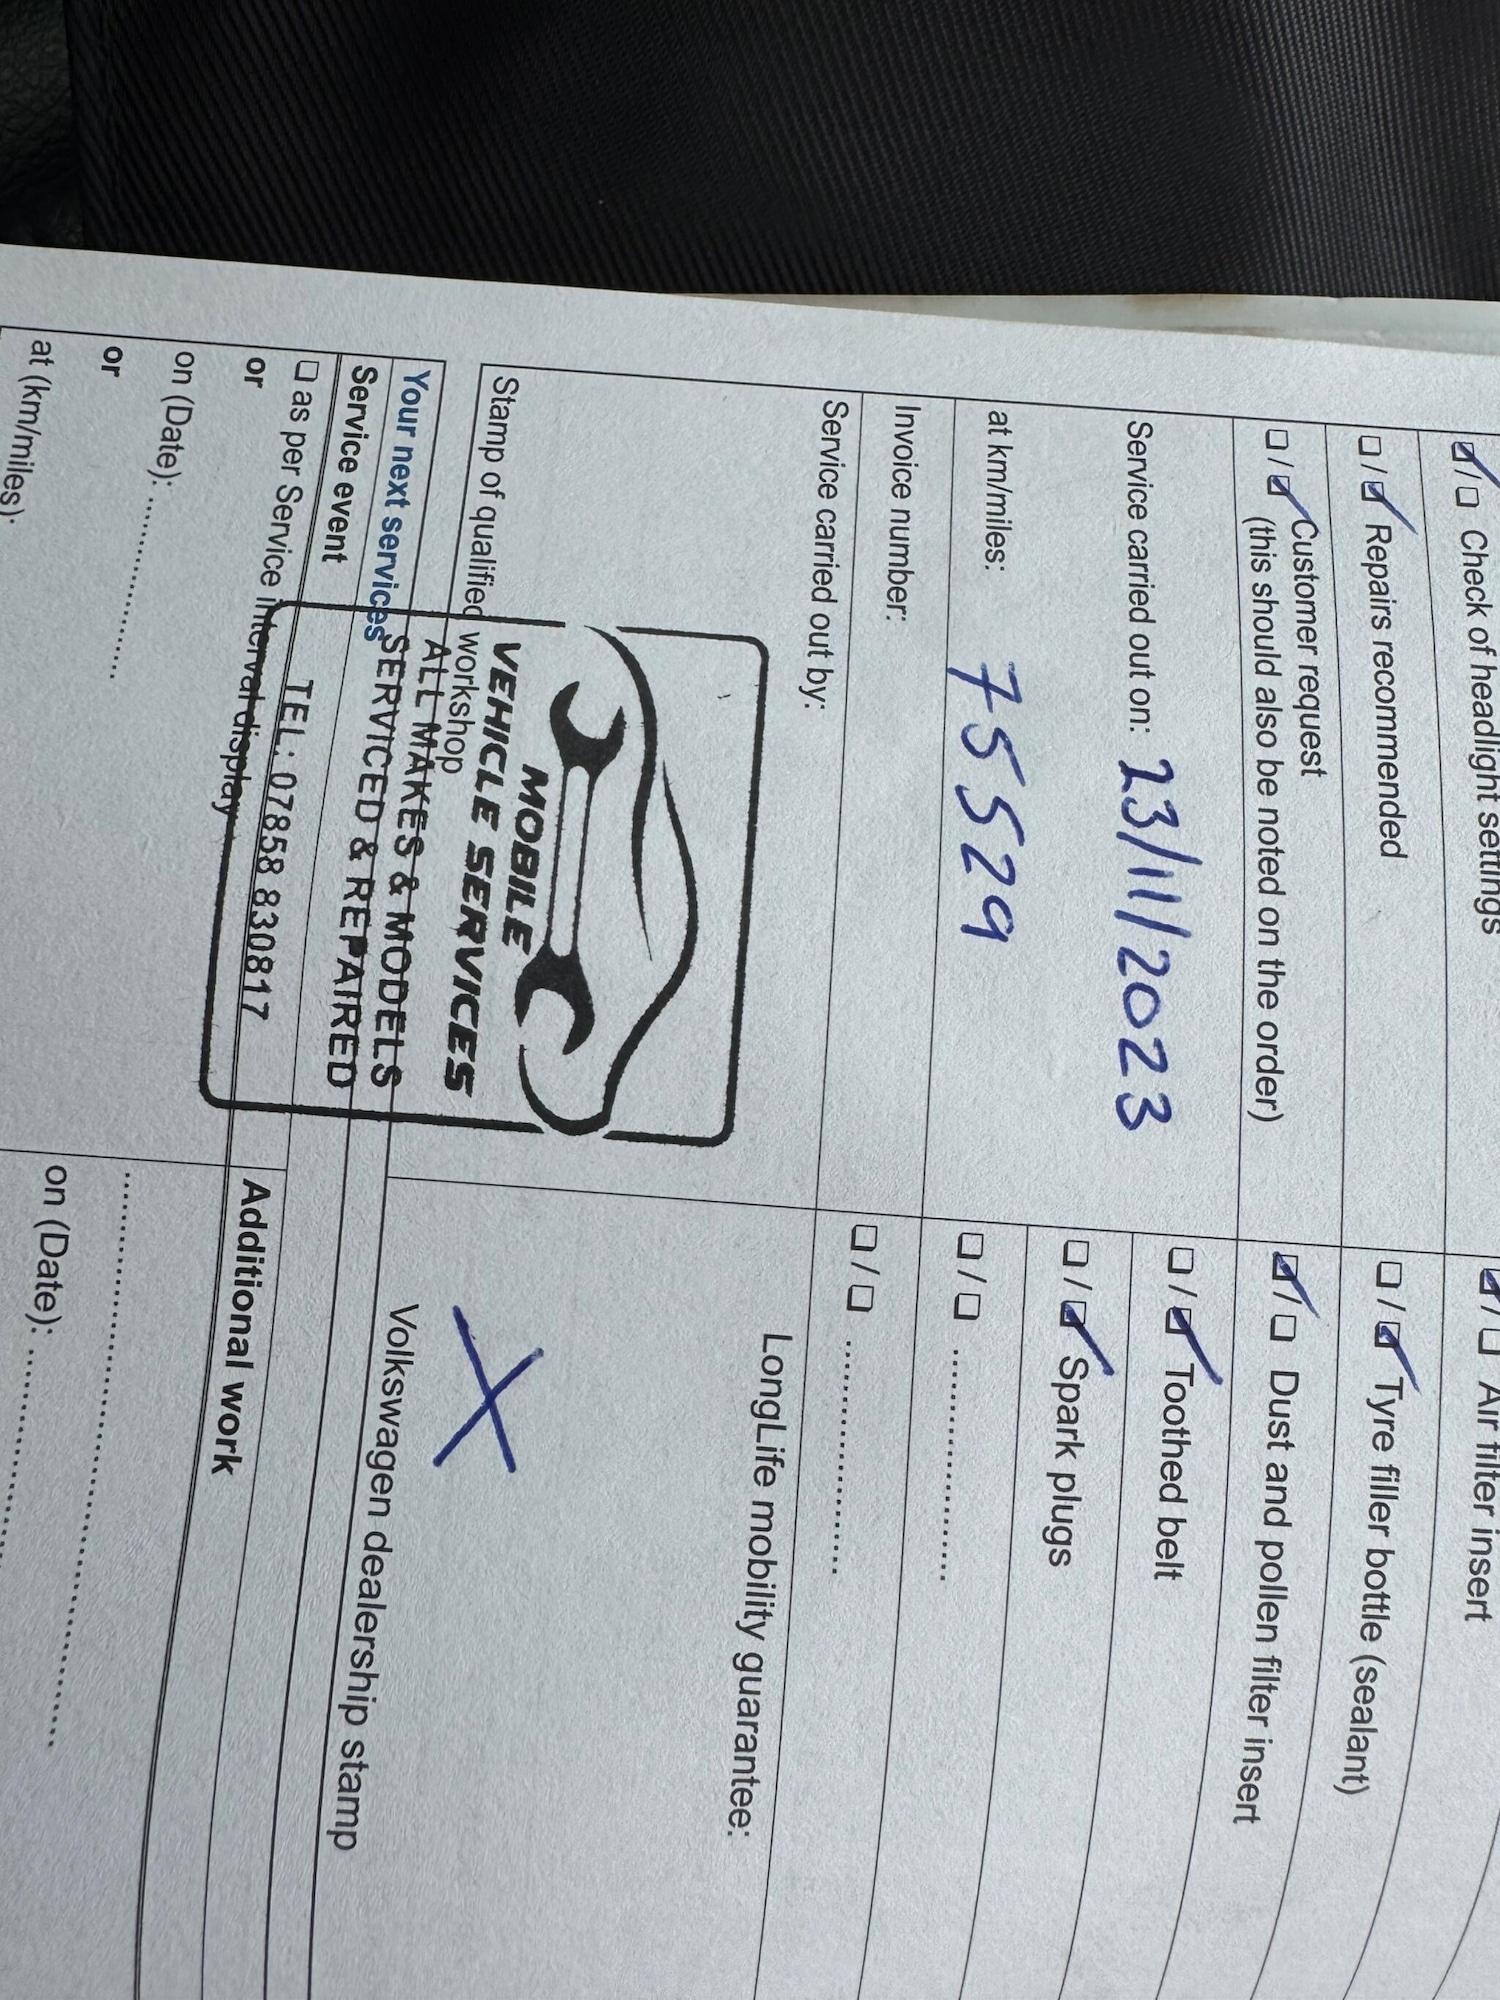 ☑/☐ Check of headlight settings
☐/☑ Repairs recommended
☐/☑ Customer request
(this should also be noted on the order)
Service carried out on: 23/11/2023
at km/miles: 75529
Invoice number:
Service carried out by:
MOBILE
VEHICLE SERVICES
ALL MAKES & MODELS
SERVICED & REPAIRED
TEL: 07858 830817
Stamp of qualified workshop
☑/☐ Air filter insert
☐/☑ Tyre filler bottle (sealant)
☑/☐ Dust and pollen filter insert
☐/☑ Toothed belt
☐/☑ Spark plugs
☐/☐ ....................
☐/☐ ....................
LongLife mobility guarantee:
X
Volkswagen dealership stamp
Your next services
Service event
☐ as per Service interval display
or
on (Date): ....................
or
at (km/miles):
Additional work
....................
on (Date): ....................